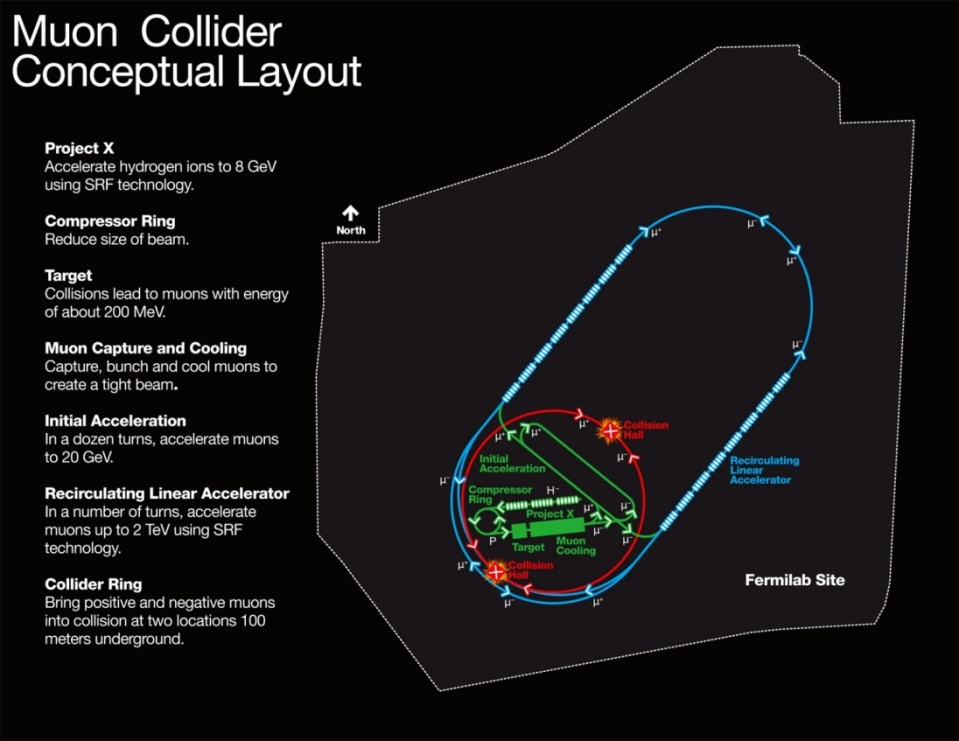 Muon Collider
Conceptual Layout
Project X
Accelerate hydrogen ions to 8 GeV
using SRF technology.
Compressor Ring
Reduce size of beam.
Target
Collisions lead to muons with energy
of about 200 MeV.
Muon Capture and Cooling
Capture, bunch and cool muons to
create a tight beam.
Initial Acceleration
In a dozen turns, accelerate muons
to 20 GeV.
Recirculating Linear Accelerator
In a number of turns, accelerate
muons up to 2 TeV using SRF
technology.
Collider Ring
Bring positive and negative muons
into collision at two locations 100
meters underground.
North
μ⁺
μ⁻
μ⁺
μ⁻
Collision
Hall
μ⁺
μ⁺
μ⁺
μ⁻
Initial
Acceleration
Recirculating
Linear
Accelerator
μ⁻
Compressor
Ring
H⁻
Project X
μ⁺
μ⁻
P
Target
Muon
Cooling
μ⁻
μ⁻
μ⁺
Collision
Hall
μ⁻
μ⁺
Fermilab Site